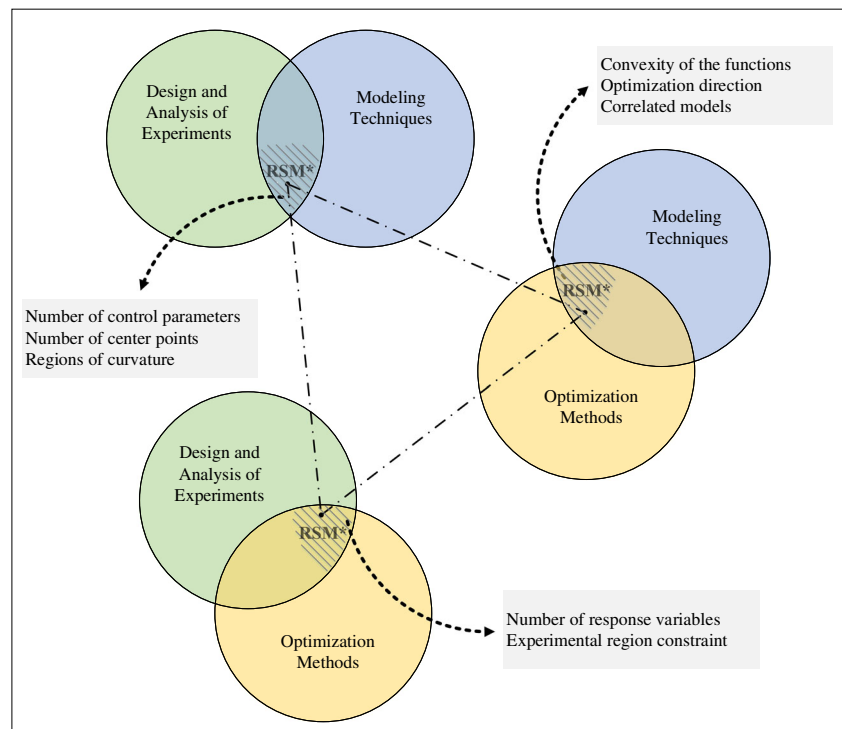 Design and
Analysis of
Experiments
Modeling
Techniques
RSM*
Convexity of the functions
Optimization direction
Correlated models
Modeling
Techniques
RSM*
Optimization
Methods
Number of control parameters
Number of center points
Regions of curvature
Design and
Analysis of
Experiments
RSM*
Optimization
Methods
Number of response variables
Experimental region constraint